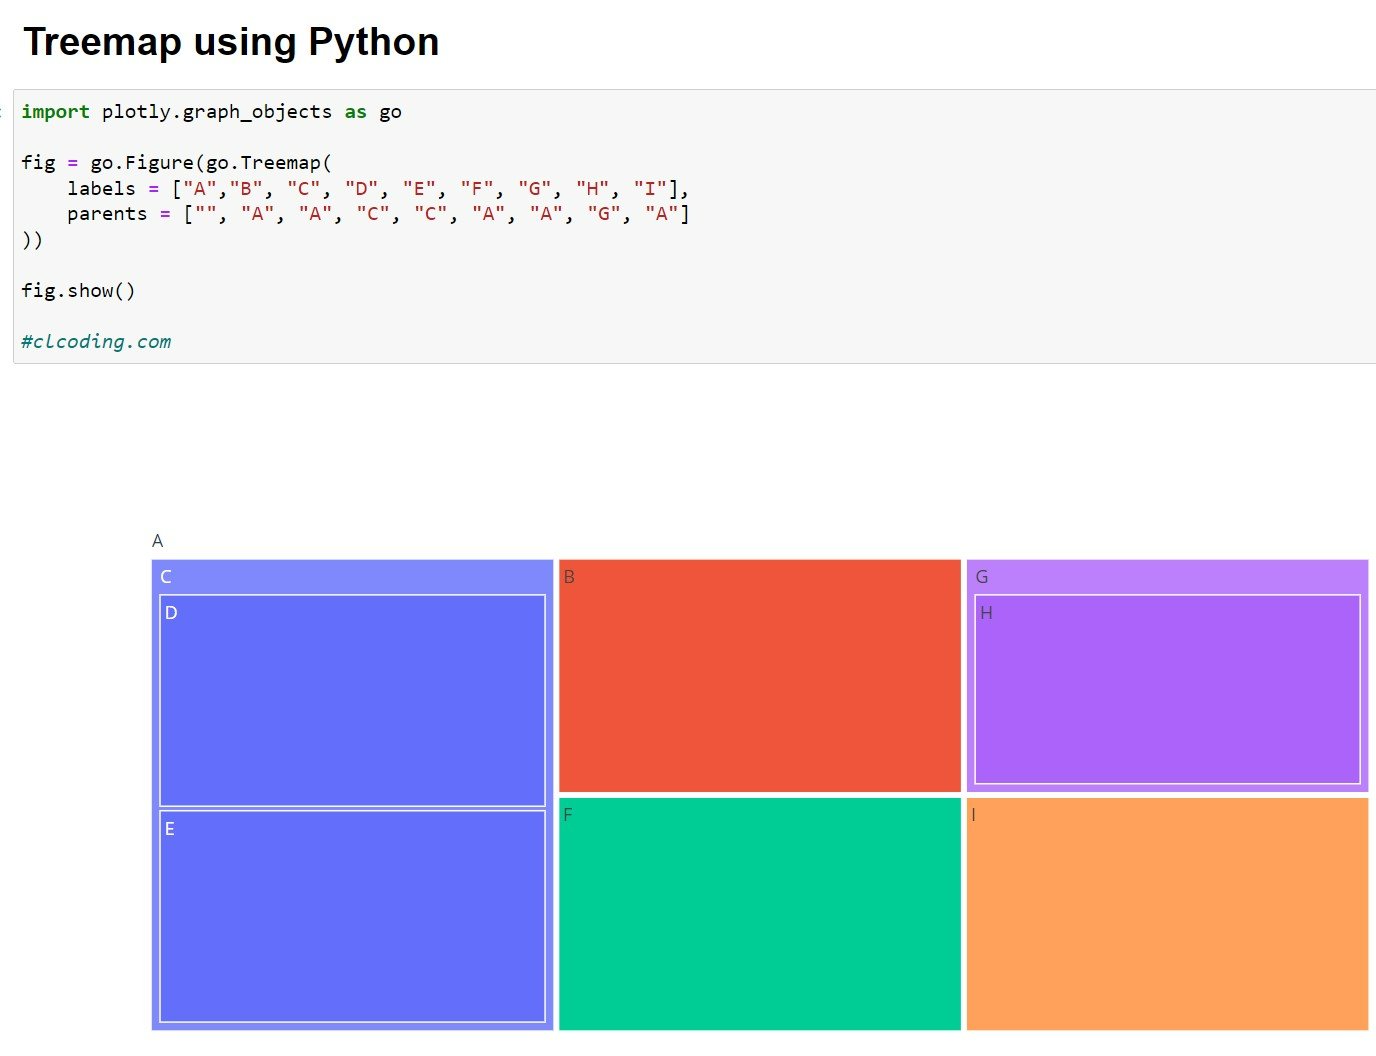 Treemap using Python
import plotly.graph_objects as go
fig = go.Figure(go.Treemap(
    labels = ["A","B", "C", "D", "E", "F", "G", "H", "I"],
    parents = ["", "A", "A", "C", "C", "A", "A", "G", "A"]
))
fig.show()
#clcoding.com
A
C
B
G
D
H
F
I
E